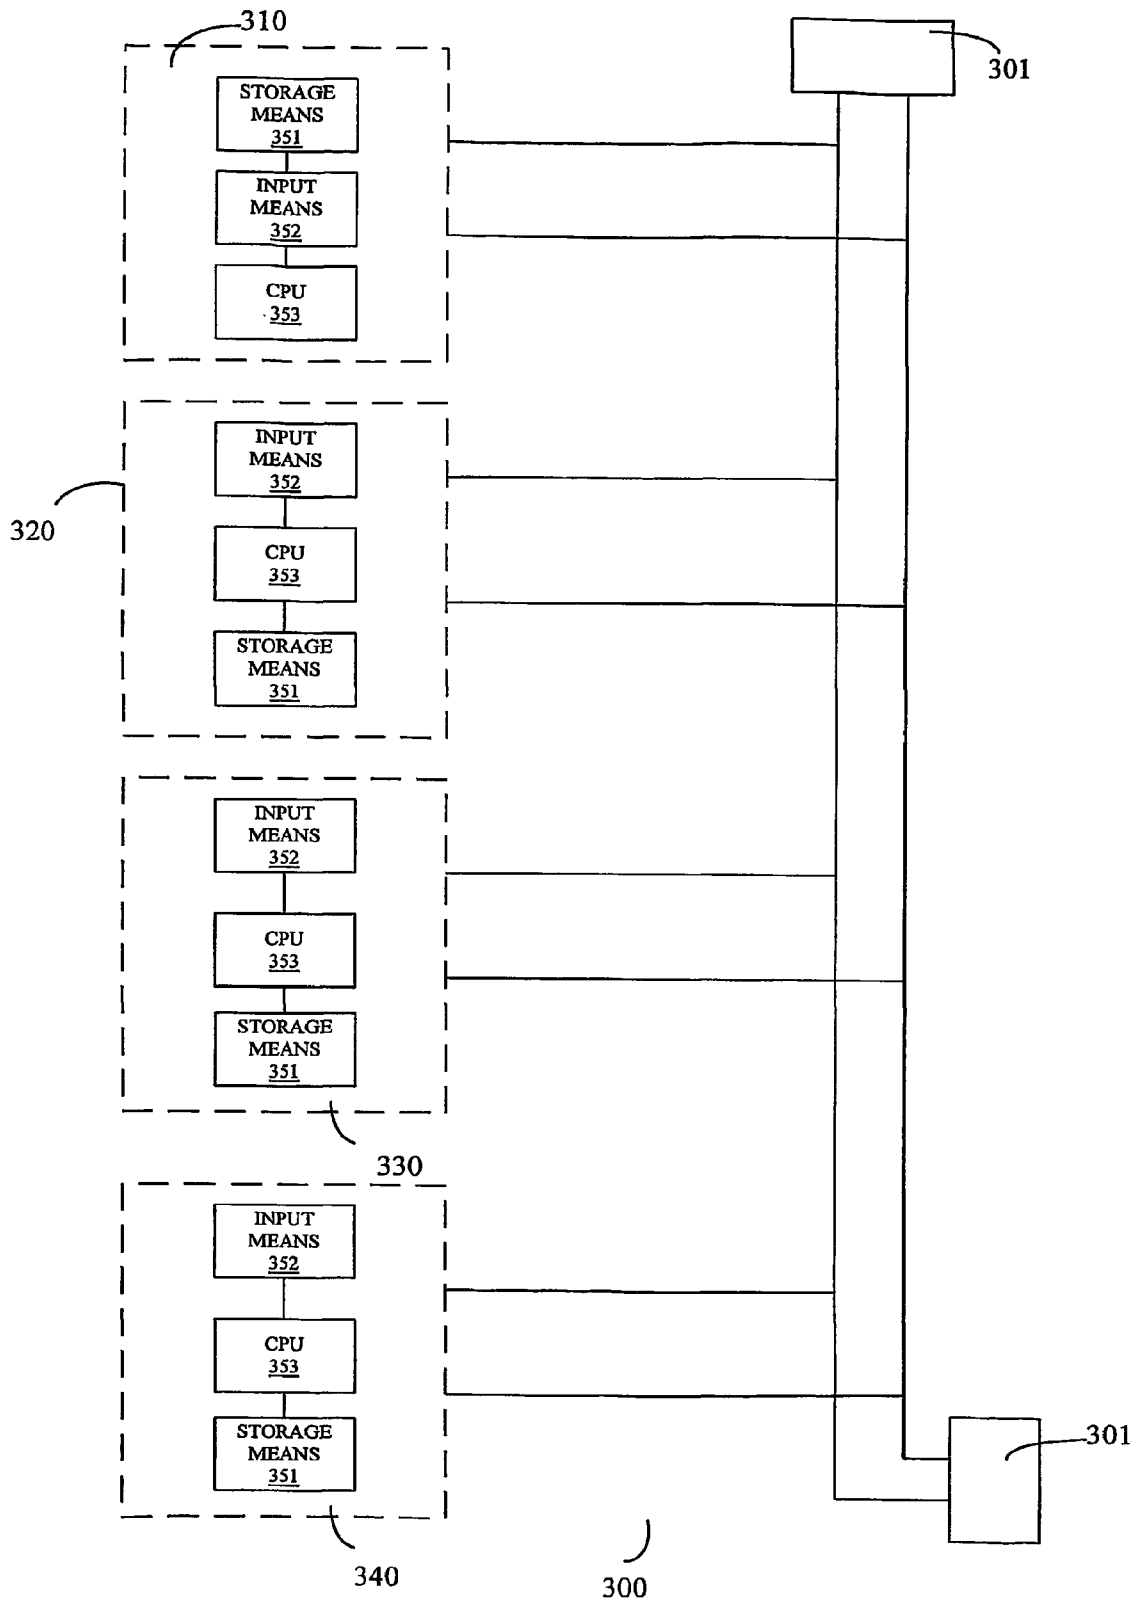 310
301
STORAGE
MEANS
351
INPUT
MEANS
352
CPU
353
320
INPUT
MEANS
352
CPU
353
STORAGE
MEANS
351
INPUT
MEANS
352
CPU
353
STORAGE
MEANS
351
330
INPUT
MEANS
352
CPU
353
STORAGE
MEANS
351
301
340
300